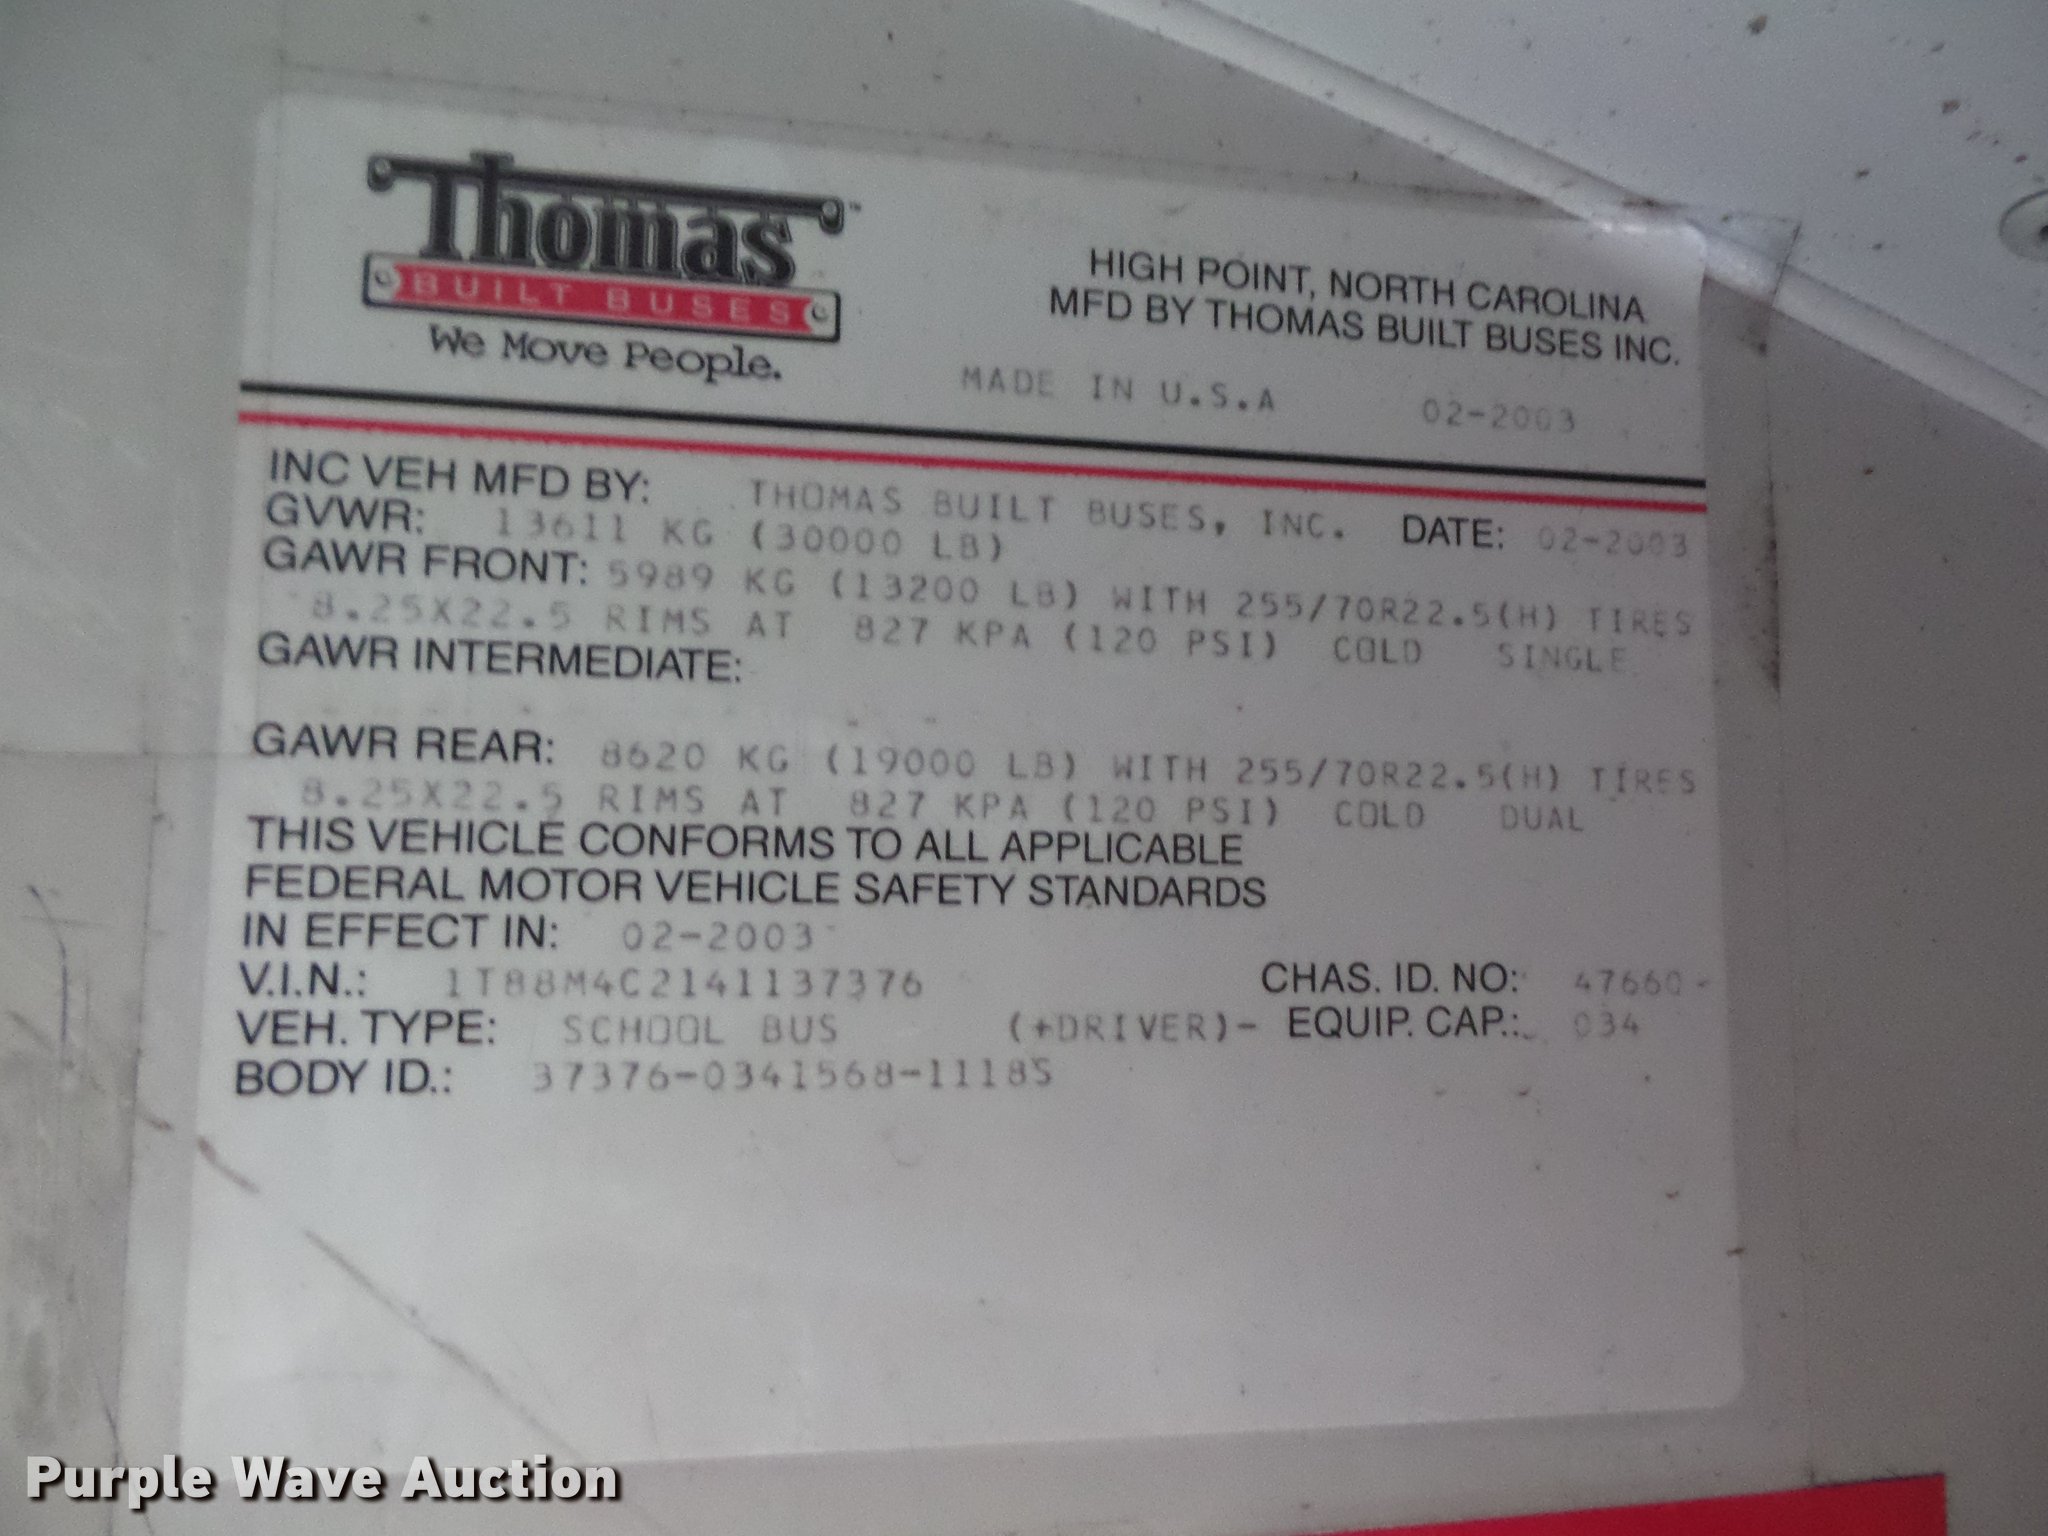 Thomas™
BUILT BUSES
We Move People.
HIGH POINT, NORTH CAROLINA
MFD BY THOMAS BUILT BUSES INC.
MADE IN U.S.A 02-2003
INC VEH MFD BY: THOMAS BUILT BUSES, INC. DATE: 02-2003
GVWR: 13611 KG (30000 LB)
GAWR FRONT: 5989 KG (13200 LB) WITH 255/70R22.5(H) TIRES
8.25X22.5 RIMS AT 827 KPA (120 PSI) COLD SINGLE
GAWR INTERMEDIATE:
GAWR REAR: 8620 KG (19000 LB) WITH 255/70R22.5(H) TIRES
8.25X22.5 RIMS AT 827 KPA (120 PSI) COLD DUAL
THIS VEHICLE CONFORMS TO ALL APPLICABLE
FEDERAL MOTOR VEHICLE SAFETY STANDARDS
IN EFFECT IN: 02-2003
V.I.N.: 1T88M4C2141137376 CHAS. ID. NO: 47660-
VEH. TYPE: SCHOOL BUS (+DRIVER)- EQUIP. CAP.: 034
BODY ID.: 37376-0341568-1118S
Purple Wave Auction